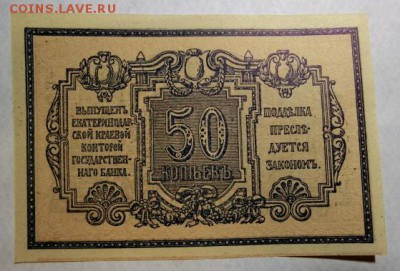 COINS.LAVE.RU
ВЫПУЩЕНЪ
ЕКАТЕРИНОДАР-
СКОЙ КРАЕВОЙ
КОНТОРОЙ
ГОСУДАРСТВЕН-
НАГО БАНКА.
50
КОПѢЕКЪ
ПОДДѢЛКА
ПРЕСЛѢ-
ДУЕТСЯ
ЗАКОНОМЪ.